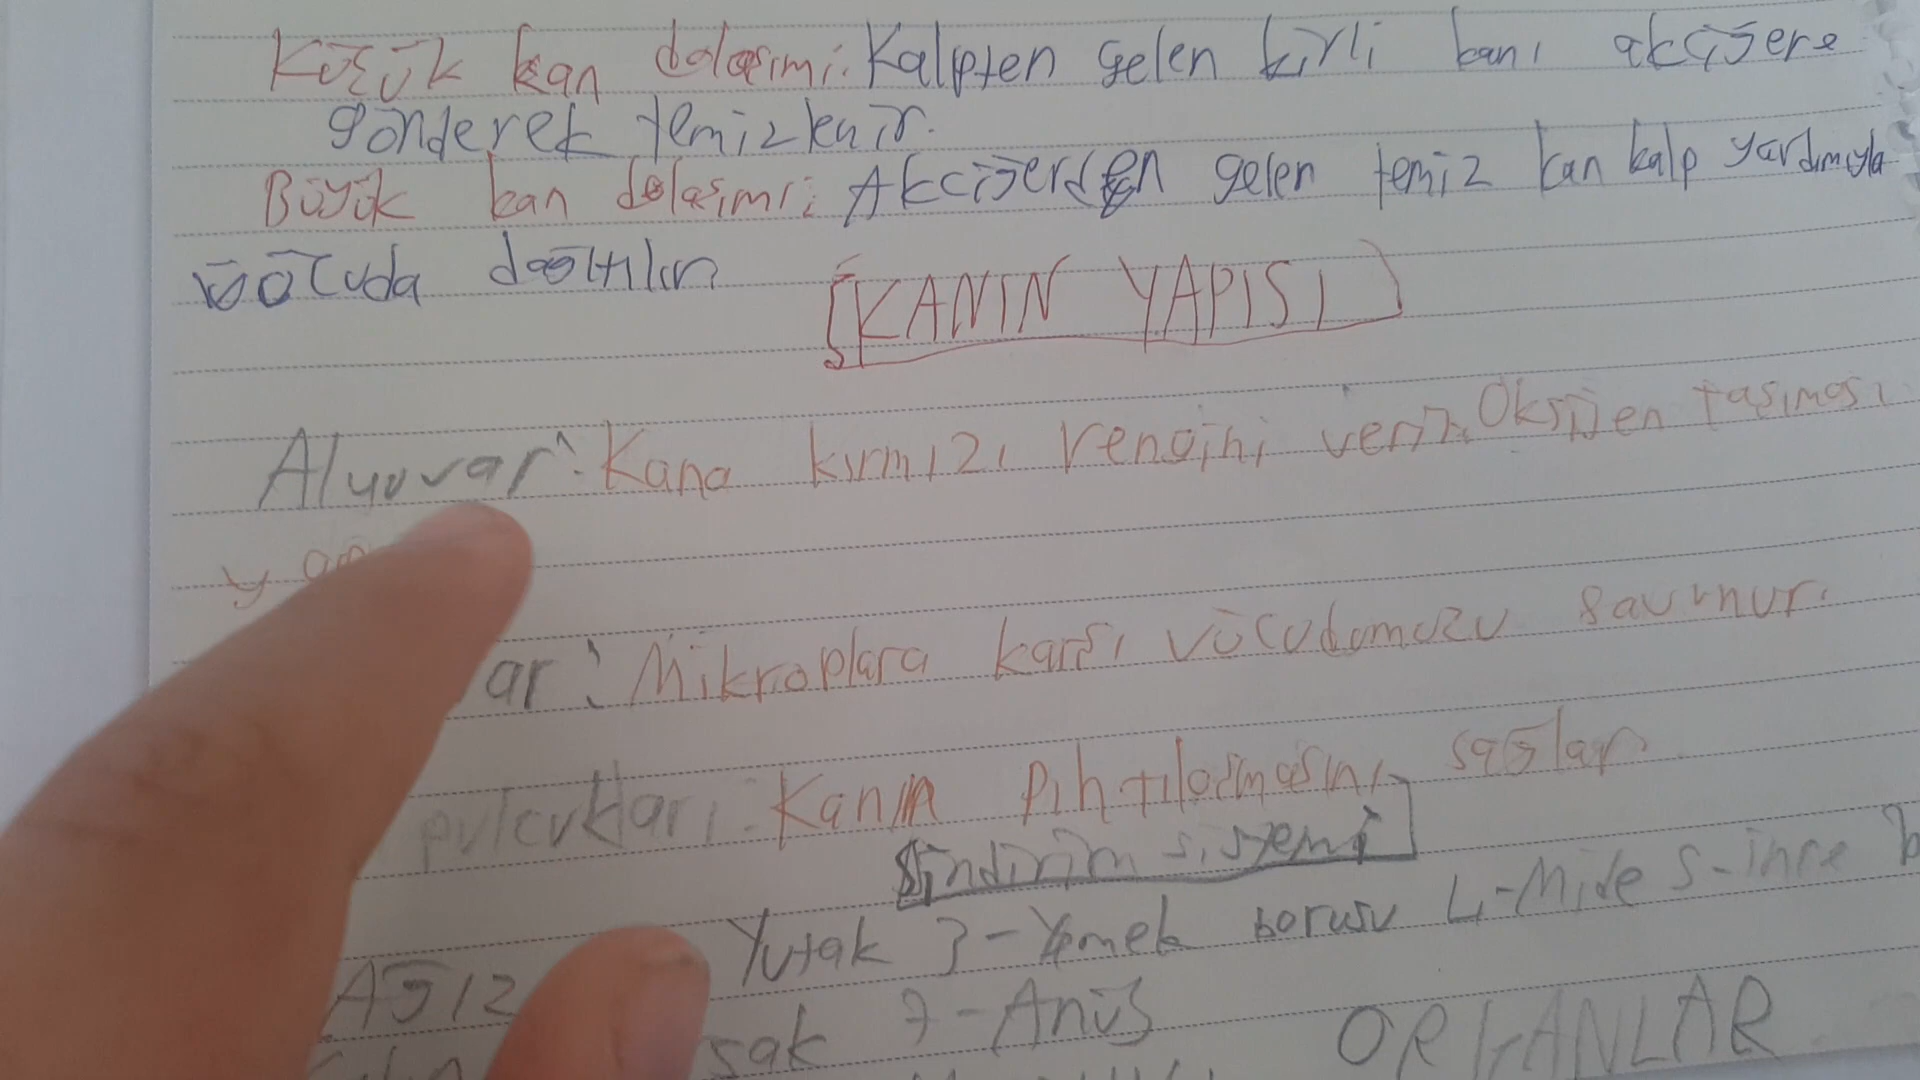 Küçük kan dolaşımı: Kalpten gelen kirli kanı akciğere
gönderek temizlenir.
Büyük kan dolaşımı: Akciğerden gelen temiz kan kalp yardımıyla
vücuda dağıtılır
KANIN YAPISI
Alyuvar: Kana kırmızı rengini verir. Oksijen taşıması
ar: Mikroplara karşı vücudumuzu savunur.
pulcukları: Kanın pıhtılaşmasını sağlar
Sindirim sistemi
Ağız Yutak 3-Yemek borusu 4-Mide 5-ince b
sak 7-Anüs
ORGANLAR